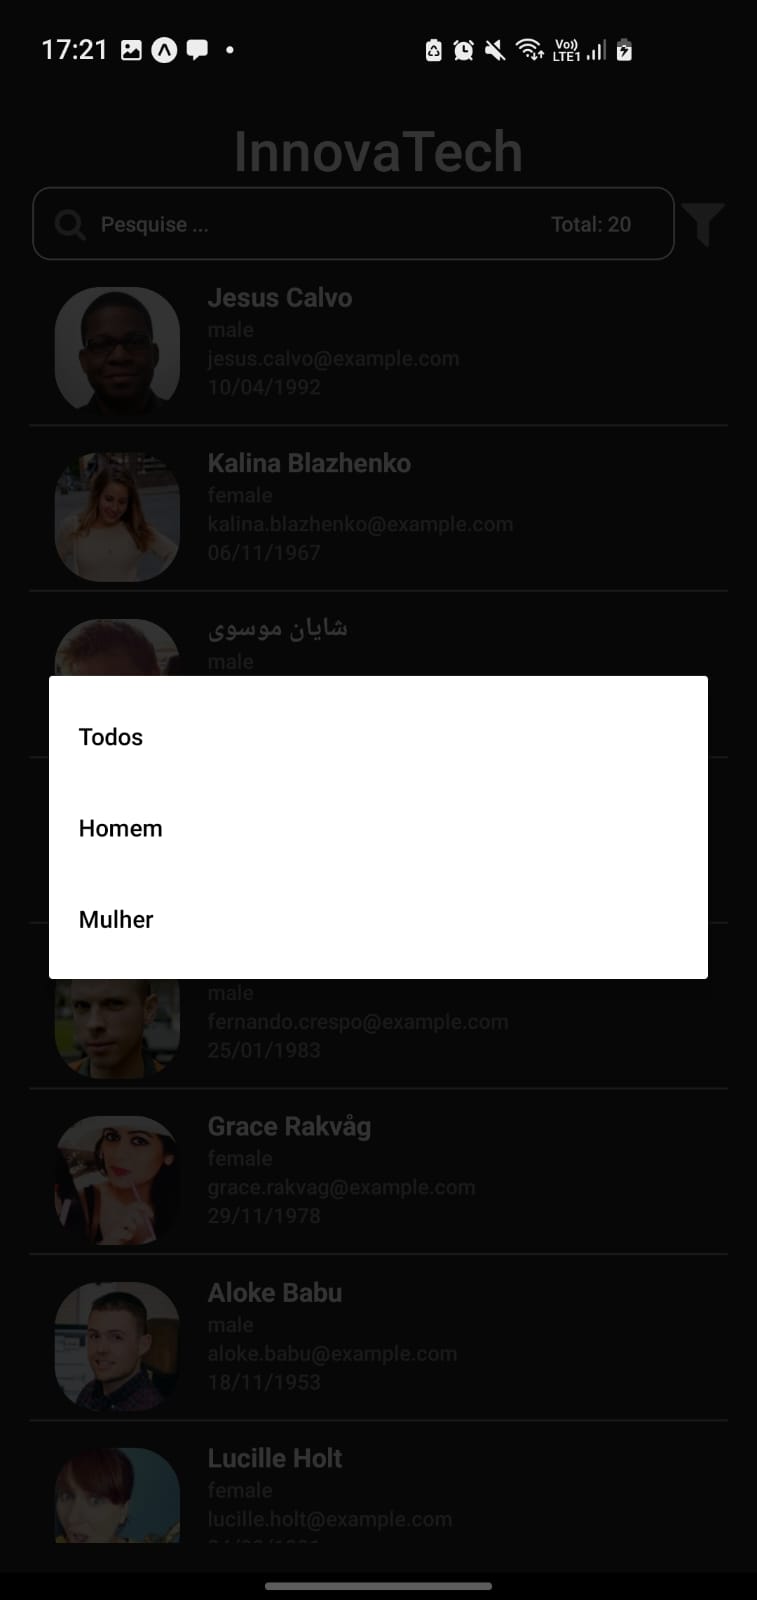 17:21
Vo))
LTE1
InnovaTech
Pesquise ...
Total: 20
Jesus Calvo
male
jesus.calvo@example.com
10/04/1992
Kalina Blazhenko
female
kalina.blazhenko@example.com
06/11/1967
شایان موسوی
male
Todos
Homem
Mulher
male
fernando.crespo@example.com
25/01/1983
Grace Rakvåg
female
grace.rakvag@example.com
29/11/1978
Aloke Babu
male
aloke.babu@example.com
18/11/1953
Lucille Holt
female
lucille.holt@example.com